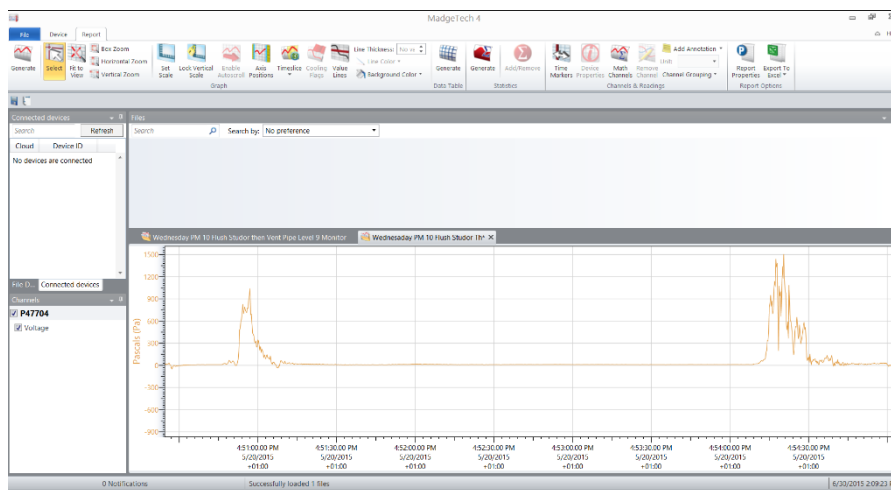 MadgeTech 4
File Device Report
Generate Select Fit to View Box Zoom Horizontal Zoom Vertical Zoom Set Scale Lock Vertical Scale Enable Autoscroll Axis Positions Timeslice Cooling Flags Value Lines Line Thickness: Line Color Background Color Generate Generate Add/Remove Time Markers Device Properties Math Channels Remove Channel Add Annotation Unit: Channel Grouping Report Properties Export To Excel
Graph Data Table Statistics Channels & Readings Report Options
Connected devices Files
Search Refresh Search Search by: No preference
Cloud Device ID
No devices are connected
Wednesday PM 10 Flush Studor then Vent Pipe Level 9 Monitor Wednesaday PM 10 Flush Studor Th
File D... Connected devices
Channels
P47704
Voltage
Pascals (Pa)
1500
1200
900
600
300
0
-300
-600
-900
4:51:00.00 PM 4:51:30.00 PM 4:52:00.00 PM 4:52:30.00 PM 4:53:00.00 PM 4:53:30.00 PM 4:54:00.00 PM 4:54:30.00 PM
5/20/2015 5/20/2015 5/20/2015 5/20/2015 5/20/2015 5/20/2015 5/20/2015 5/20/2015
+01:00 +01:00 +01:00 +01:00 +01:00 +01:00 +01:00 +01:00
0 Notifications Successfully loaded 1 files 6/30/2015 2:09:23